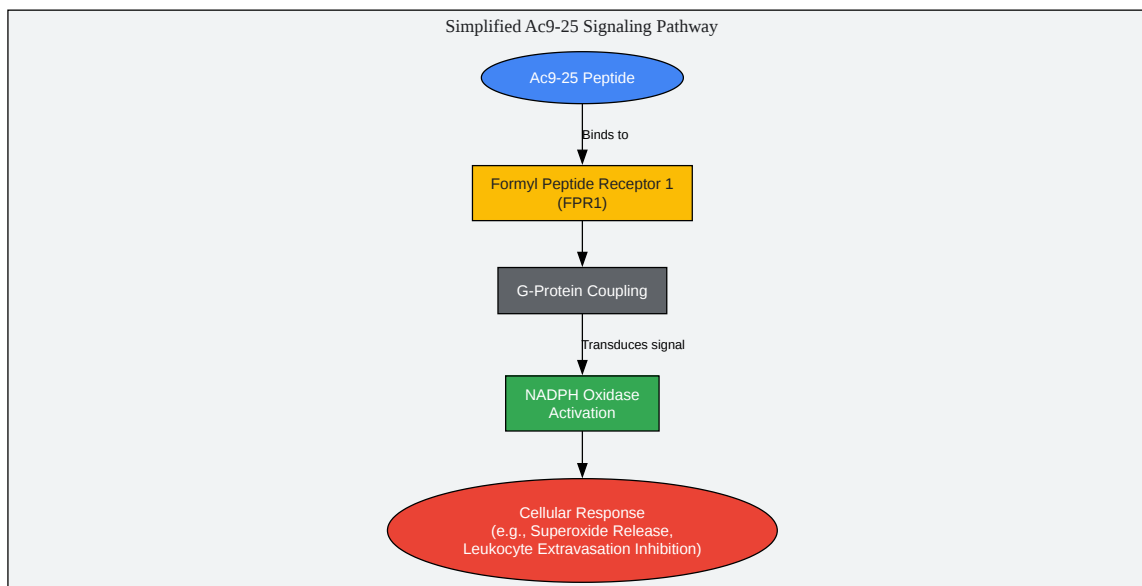 Simplified Ac9-25 Signaling Pathway
Ac9-25 Peptide
Binds to
Formyl Peptide Receptor 1
(FPR1)
G-Protein Coupling
Transduces signal
NADPH Oxidase
Activation
Cellular Response
(e.g., Superoxide Release,
Leukocyte Extravasation Inhibition)